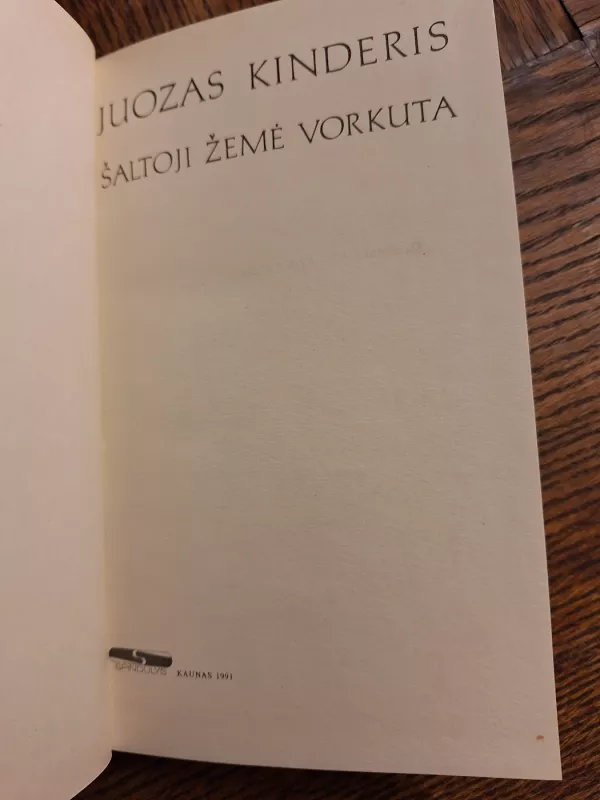 JUOZAS KINDERIS
ŠALTOJI ŽEMĖ VORKUTA
KAUNAS 1991